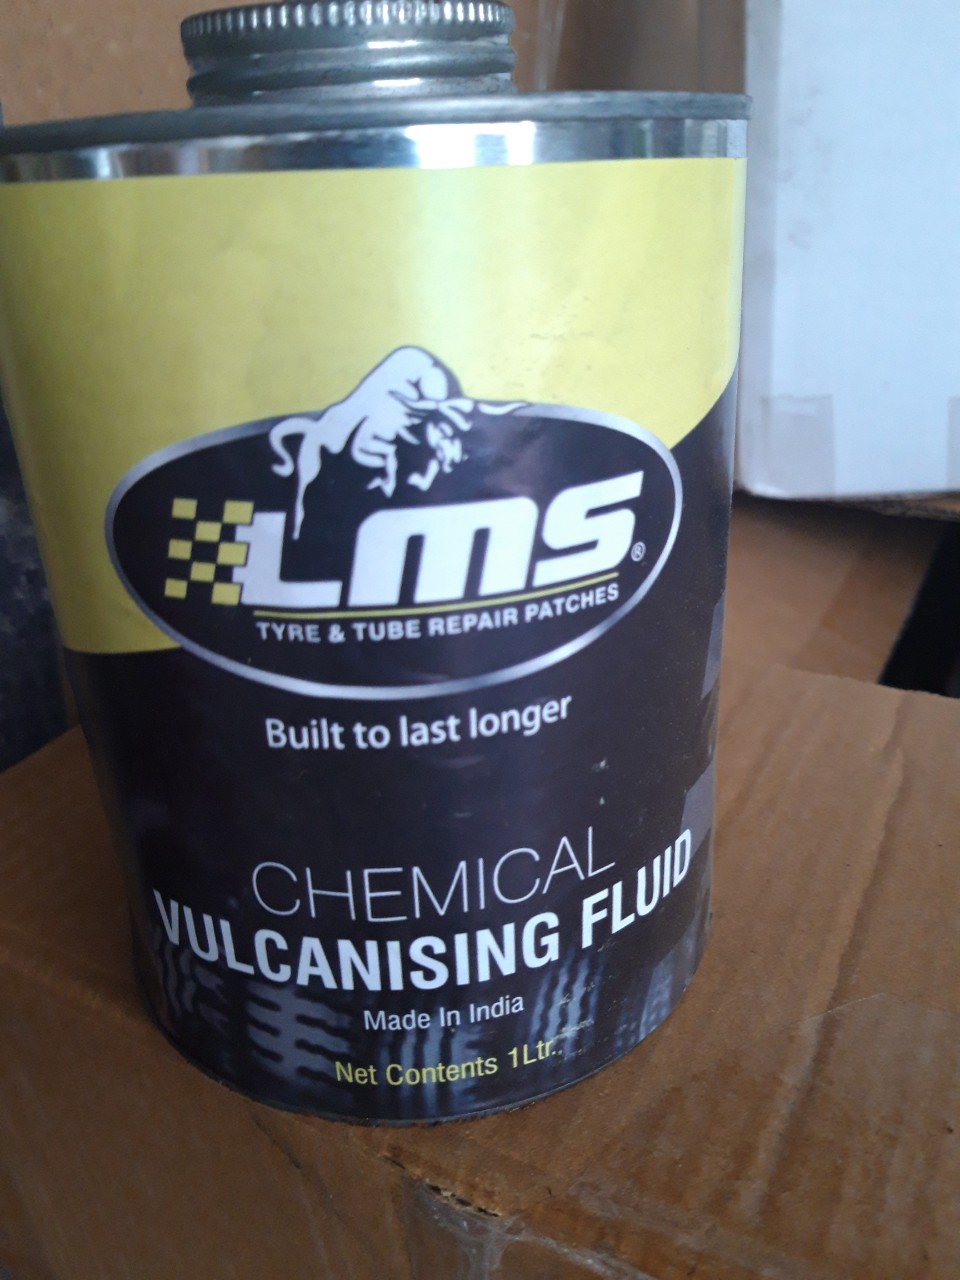 LMS®
TYRE & TUBE REPAIR PATCHES
Built to last longer
CHEMICAL
VULCANISING FLUID
Made In India
Net Contents 1Ltr.